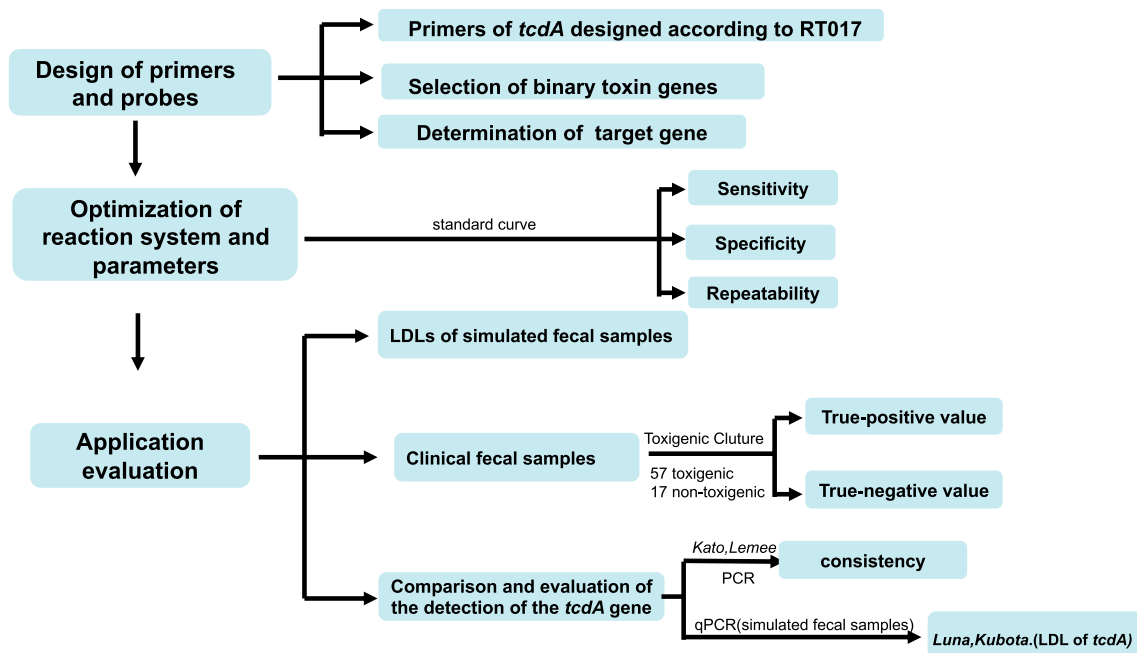 Primers of tcdA designed according to RT017
Design of primers
and probes
Selection of binary toxin genes
Determination of target gene
Optimization of
reaction system and
parameters
standard curve
Sensitivity
Specificity
Repeatability
LDLs of simulated fecal samples
Application
evaluation
Clinical fecal samples
Toxigenic Cluture
57 toxigenic
17 non-toxigenic
True-positive value
True-negative value
Comparison and evaluation of
the detection of the tcdA gene
Kato,Lemee
PCR
consistency
qPCR(simulated fecal samples)
Luna,Kubota.(LDL of tcdA)